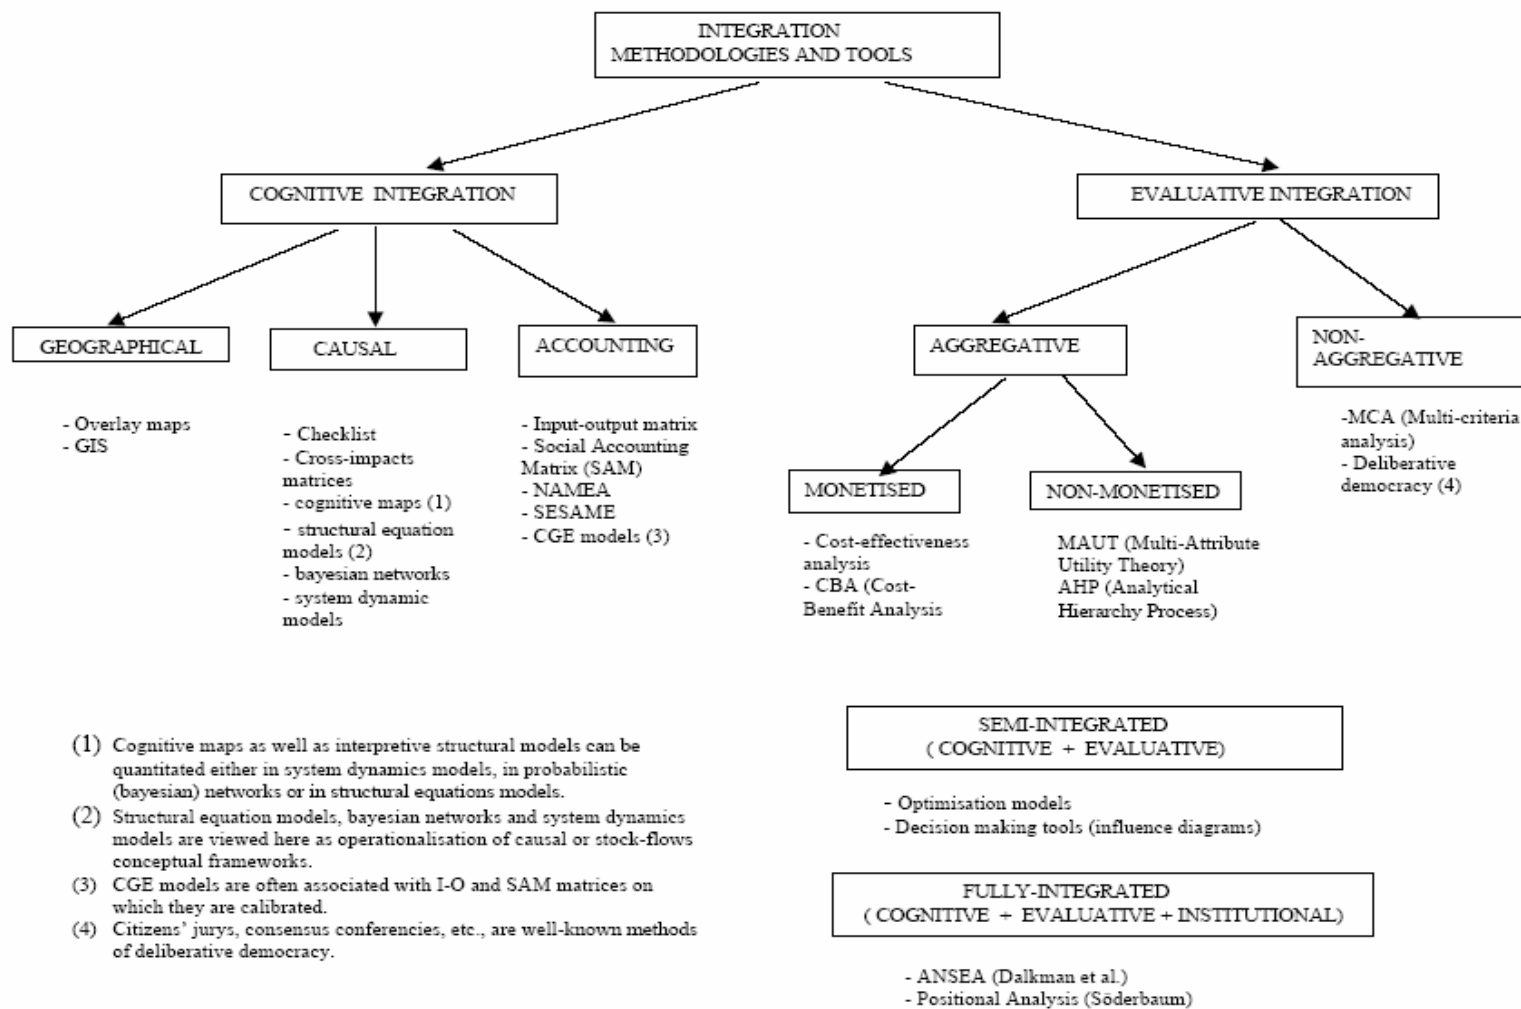 INTEGRATION
METHODOLOGIES AND TOOLS
COGNITIVE INTEGRATION
EVALUATIVE INTEGRATION
GEOGRAPHICAL
CAUSAL
ACCOUNTING
AGGREGATIVE
NON-
AGGREGATIVE
- Overlay maps
- GIS
- Checklist
- Cross-impacts
matrices
- cognitive maps (1)
- structural equation
models (2)
- bayesian networks
- system dynamic
models
- Input-output matrix
- Social Accounting
Matrix (SAM)
- NAMEA
- SESAME
- CGE models (3)
MONETISED
NON-MONETISED
-MCA (Multi-criteria
analysis)
- Deliberative
democracy (4)
- Cost-effectiveness
analysis
- CBA (Cost-
Benefit Analysis
MAUT (Multi-Attribute
Utility Theory)
AHP (Analytical
Hierarchy Process)
(1) Cognitive maps as well as interpretive structural models can be
quantitated either in system dynamics models, in probabilistic
(bayesian) networks or in structural equations models.
(2) Structural equation models, bayesian networks and system dynamics
models are viewed here as operationalisation of causal or stock-flows
conceptual frameworks.
(3) CGE models are often associated with I-O and SAM matrices on
which they are calibrated.
(4) Citizens' jurys, consensus conferencies, etc., are well-known methods
of deliberative democracy.
SEMI-INTEGRATED
( COGNITIVE + EVALUATIVE)
- Optimisation models
- Decision making tools (influence diagrams)
FULLY-INTEGRATED
( COGNITIVE + EVALUATIVE + INSTITUTIONAL)
- ANSEA (Dalkman et al.)
- Positional Analysis (Söderbaum)